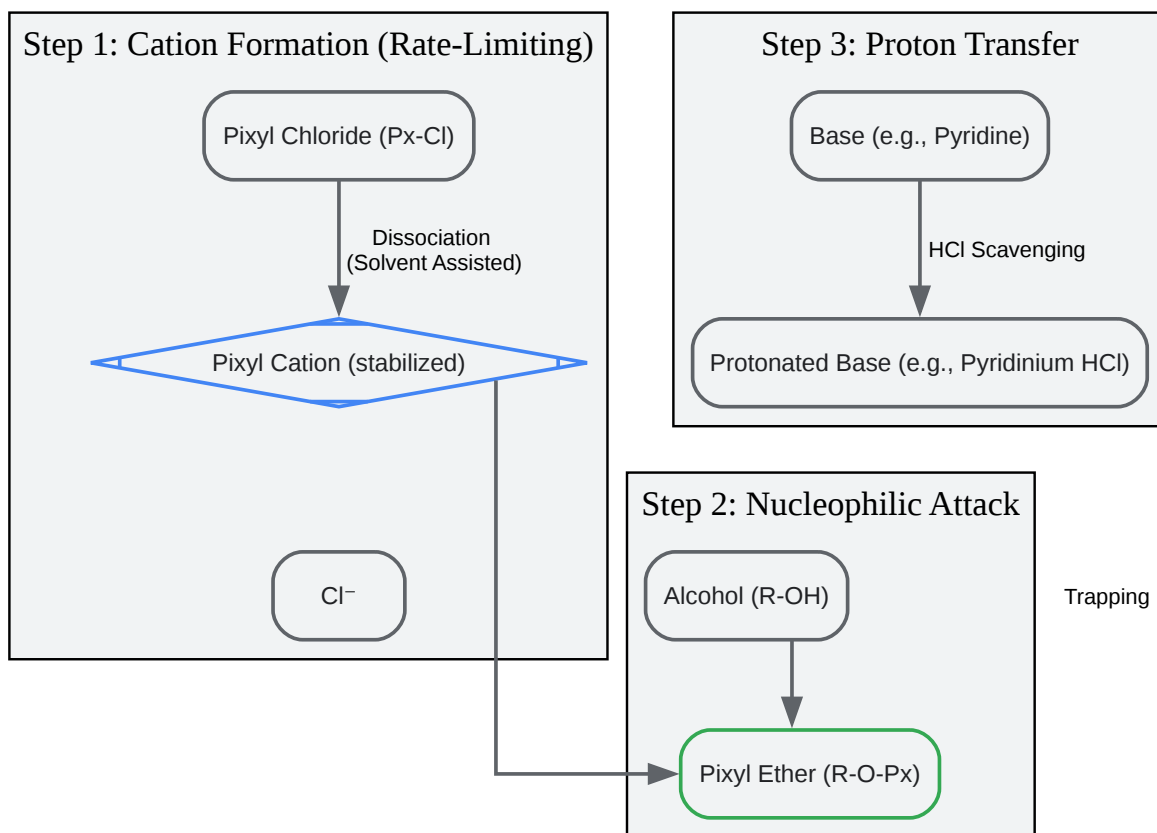 Step 1: Cation Formation (Rate-Limiting)
Pixyl Chloride (Px-Cl)
Dissociation
(Solvent Assisted)
Pixyl Cation (stabilized)
Cl⁻
Step 3: Proton Transfer
Base (e.g., Pyridine)
HCl Scavenging
Protonated Base (e.g., Pyridinium HCl)
Step 2: Nucleophilic Attack
Alcohol (R-OH)
Trapping
Pixyl Ether (R-O-Px)